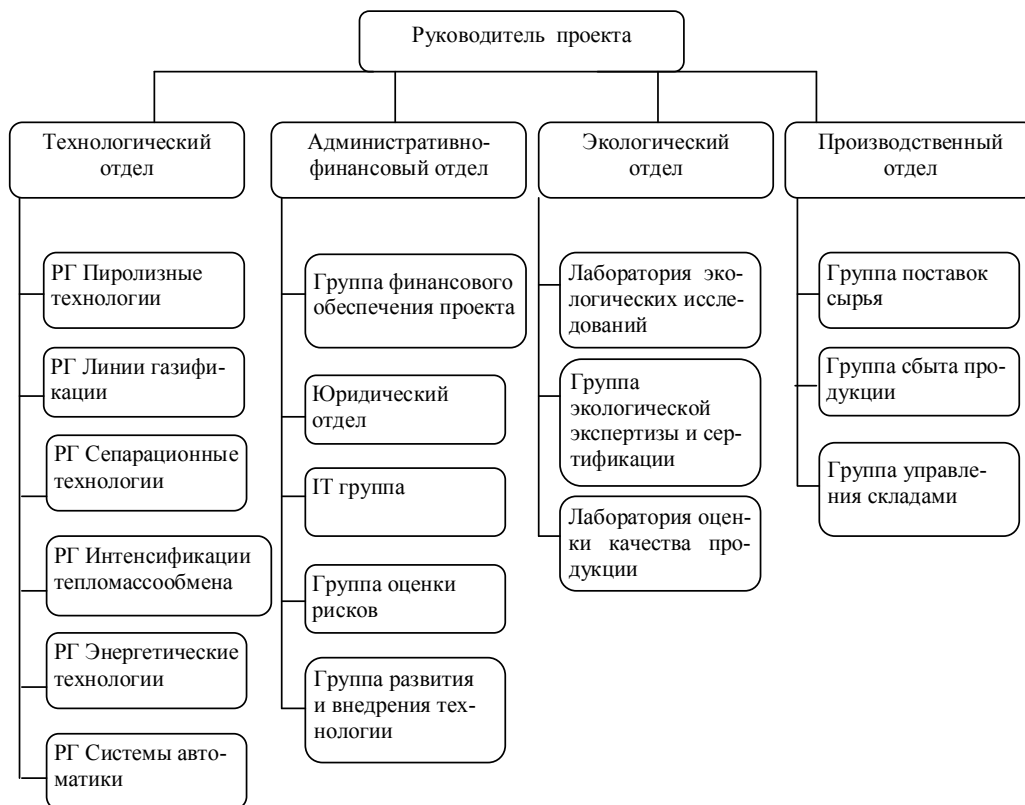 Руководитель проекта
Технологический
отдел
Административно-
финансовый отдел
Экологический
отдел
Производственный
отдел
РГ Пиролизные
технологии
РГ Линии газифи-
кации
РГ Сепарационные
технологии
РГ Интенсификации
тепломассообмена
РГ Энергетические
технологии
РГ Системы авто-
матики
Группа финансового
обеспечения проекта
Юридический
отдел
IT группа
Группа оценки
рисков
Группа развития
и внедрения тех-
нологии
Лаборатория эко-
логических иссле-
дований
Группа
экологической
экспертизы и сер-
тификации
Лаборатория оцен-
ки качества про-
дукции
Группа поставок
сырья
Группа сбыта про-
дукции
Группа управле-
ния складами